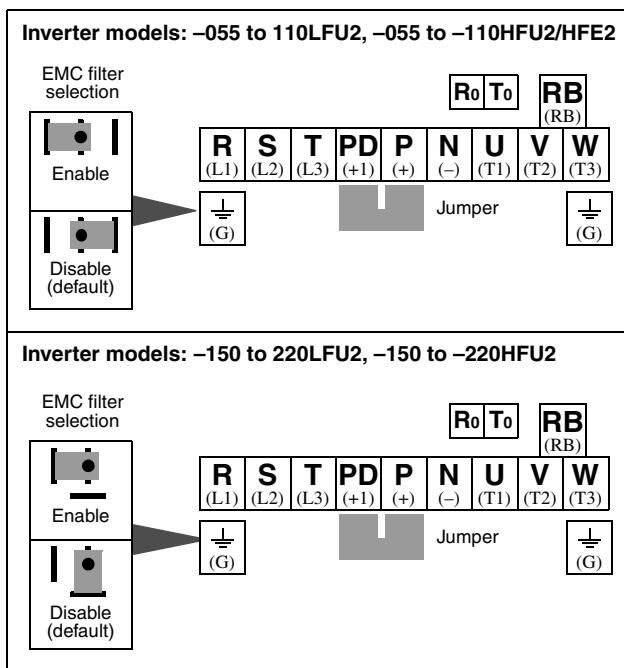 Inverter models: –055 to 110LFU2, –055 to –110HFU2/HFE2
EMC filter
selection
Enable
Disable
(default)
R0 T0 RB
(RB)
R S T PD P N U V W
(L1) (L2) (L3) (+1) (+) (–) (T1) (T2) (T3)
(G) Jumper (G)
Inverter models: –150 to 220LFU2, –150 to –220HFU2
EMC filter
selection
Enable
Disable
(default)
R0 T0 RB
(RB)
R S T PD P N U V W
(L1) (L2) (L3) (+1) (+) (–) (T1) (T2) (T3)
(G) Jumper (G)